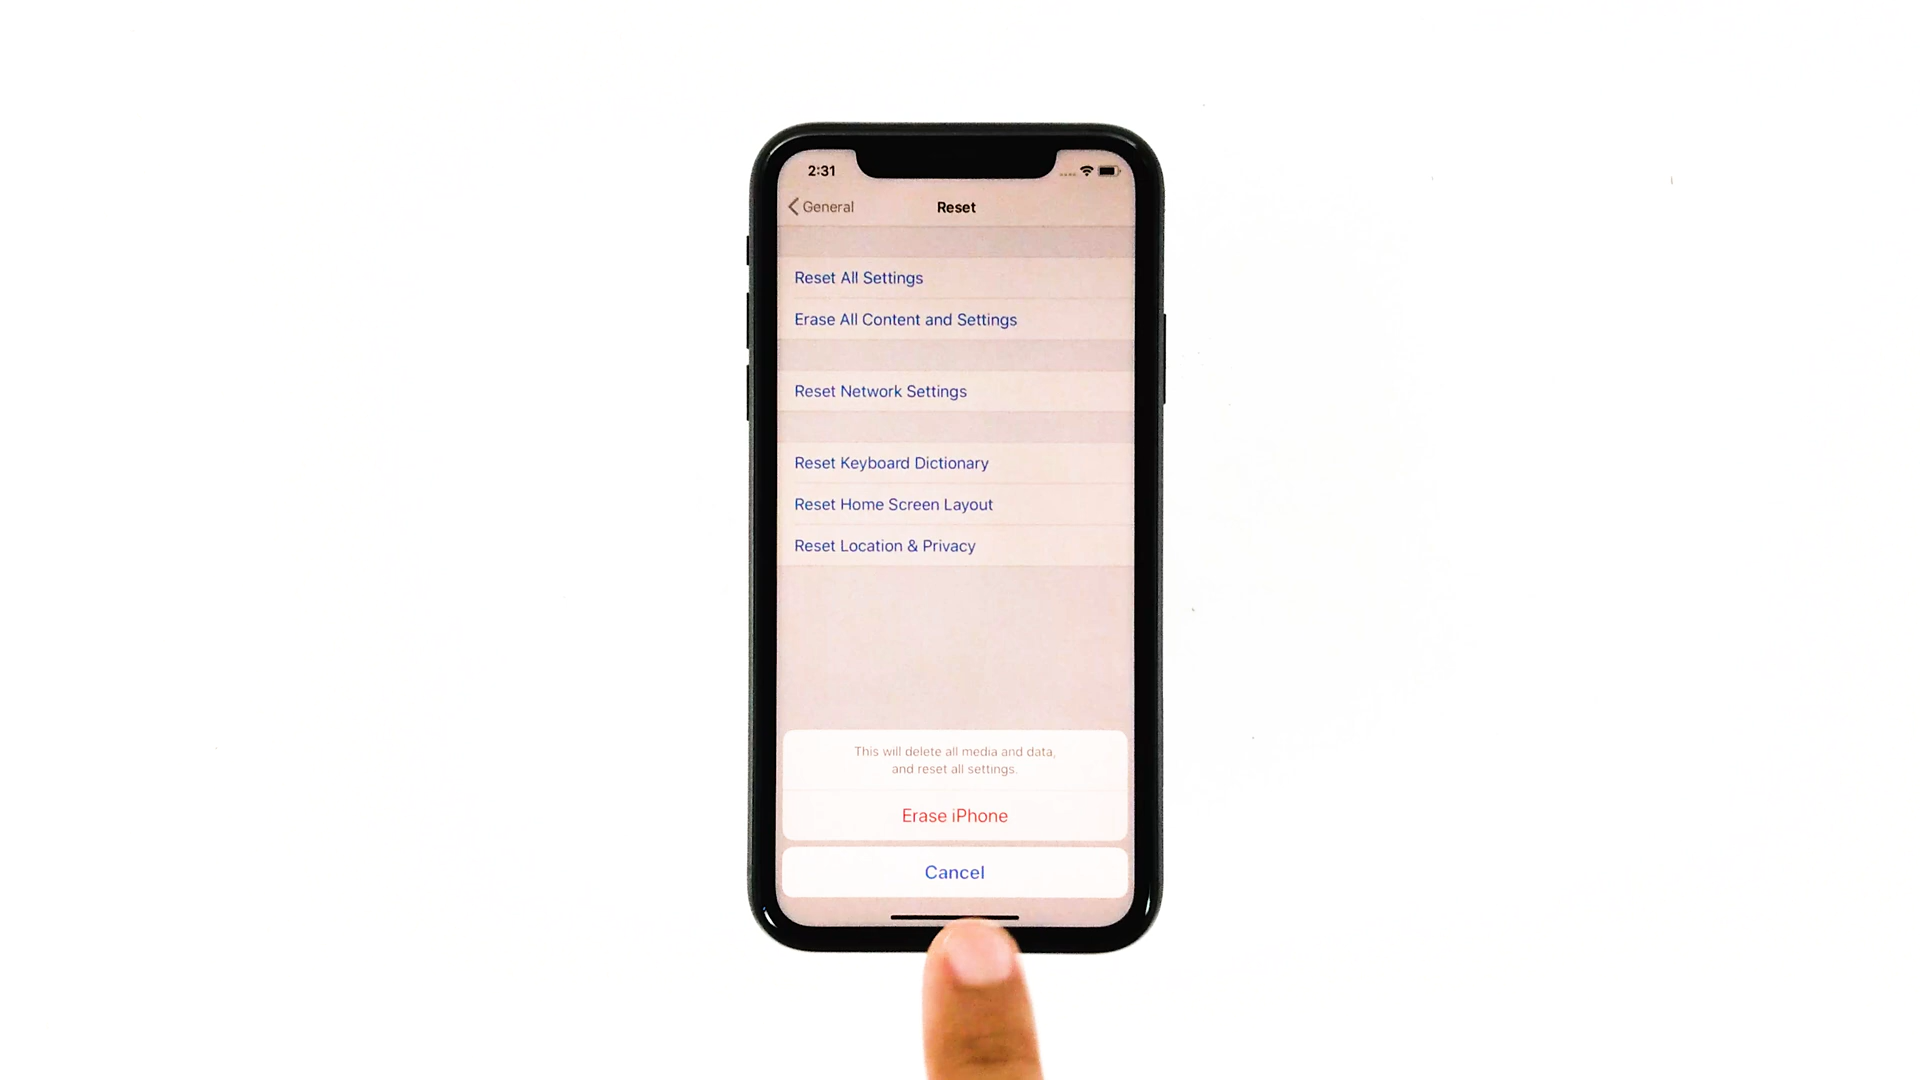 2:31
General
Reset
Reset All Settings
Erase All Content and Settings
Reset Network Settings
Reset Keyboard Dictionary
Reset Home Screen Layout
Reset Location & Privacy
This will delete all media and data,
and reset all settings.
Erase iPhone
Cancel